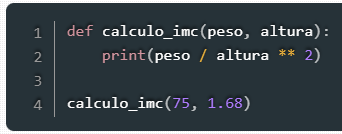 1 def calculo_imc(peso, altura):
2     print(peso / altura ** 2)
3
4 calculo_imc(75, 1.68)